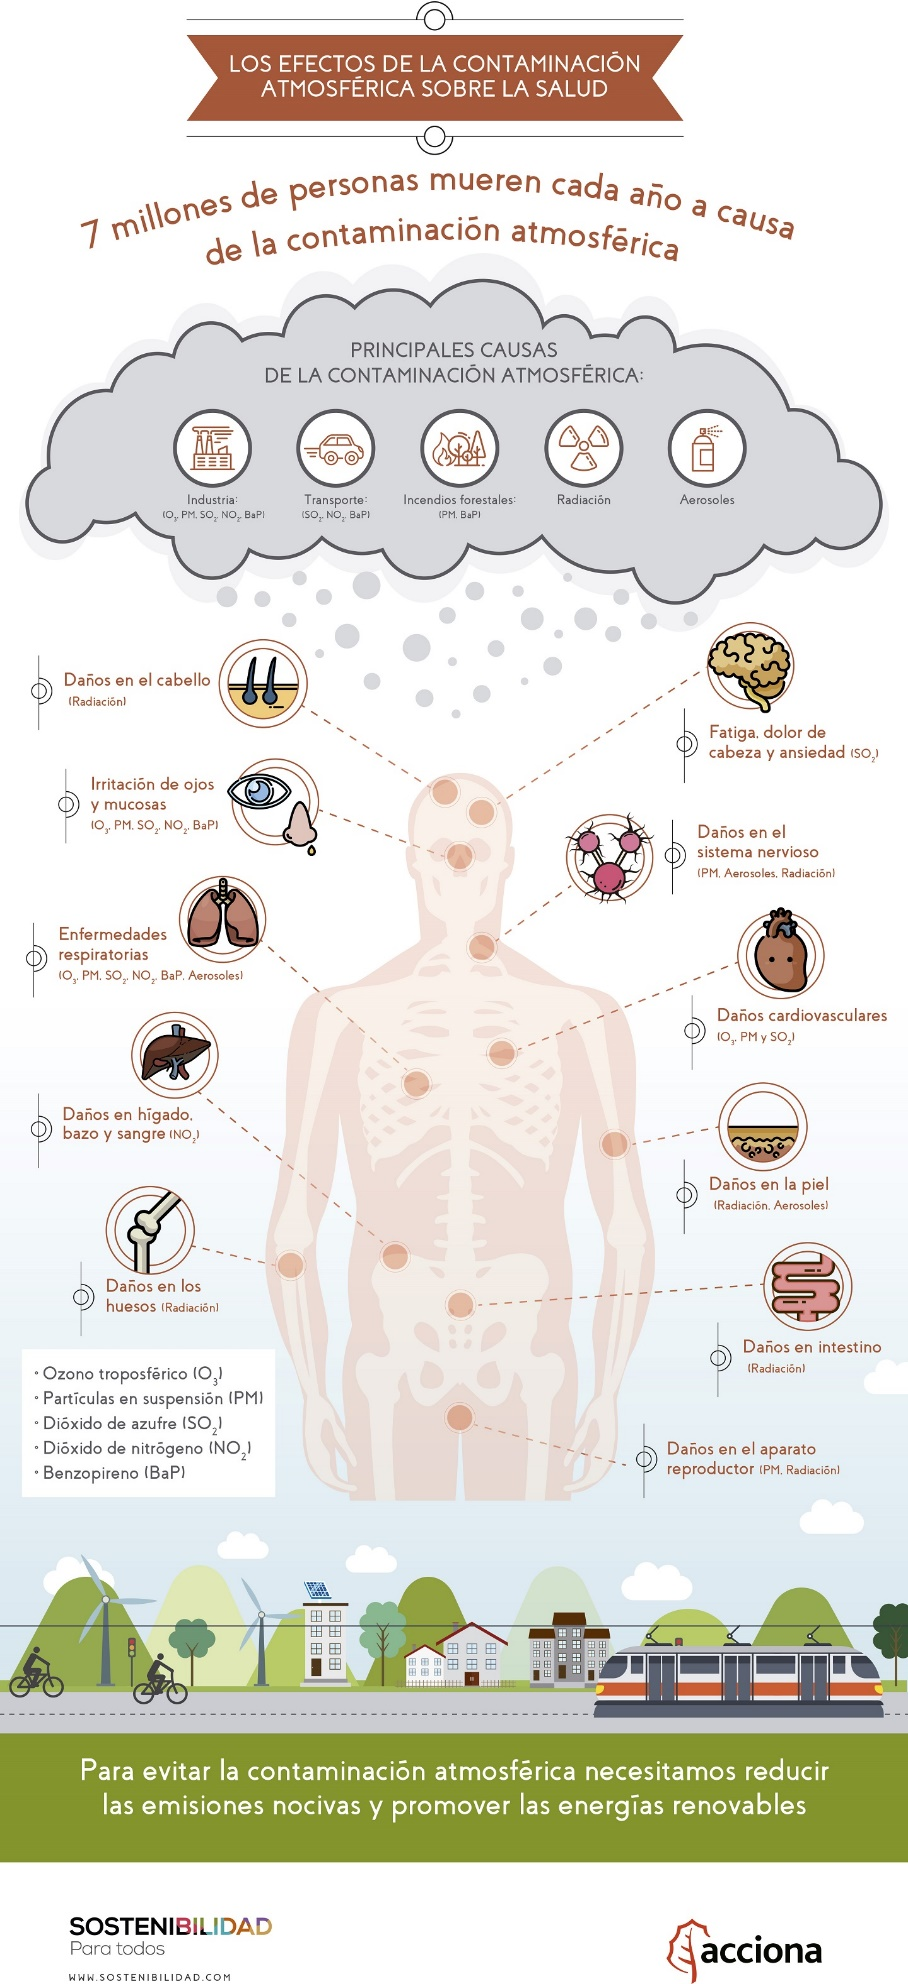 LOS EFECTOS DE LA CONTAMINACIÓN
ATMOSFÉRICA SOBRE LA SALUD
7 millones de personas mueren cada año a causa
de la contaminación atmosférica
PRINCIPALES CAUSAS
DE LA CONTAMINACIÓN ATMOSFÉRICA:
Industria:
(O₃, PM, SO₂, NO₂, BaP)
Transporte:
(SO₂, NO₂, BaP)
Incendios forestales:
(PM, BaP)
Radiación
Aerosoles
Daños en el cabello
(Radiación)
Fatiga, dolor de
cabeza y ansiedad (SO₂)
Irritación de ojos
y mucosas
(O₃, PM, SO₂, NO₂, BaP)
Daños en el
sistema nervioso
(PM, Aerosoles, Radiación)
Enfermedades
respiratorias
(O₃, PM, SO₂, NO₂, BaP, Aerosoles)
Daños cardiovasculares
(O₃, PM y SO₂)
Daños en hígado,
bazo y sangre (NO₂)
Daños en la piel
(Radiación, Aerosoles)
Daños en los
huesos (Radiación)
Daños en intestino
(Radiación)
Daños en el aparato
reproductor (PM, Radiación)
• Ozono troposférico (O₃)
• Partículas en suspensión (PM)
• Dióxido de azufre (SO₂)
• Dióxido de nitrógeno (NO₂)
• Benzopireno (BaP)
Para evitar la contaminación atmosférica necesitamos reducir
las emisiones nocivas y promover las energías renovables
SOSTENIBILIDAD
Para todos
WWW.SOSTENIBILIDAD.COM
acciona